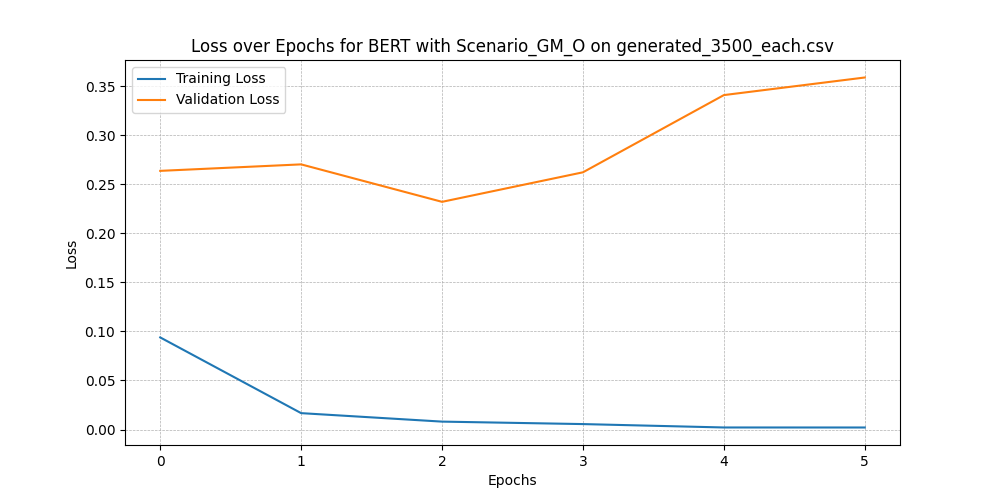 Loss over Epochs for BERT with Scenario_GM_O on generated_3500_each.csv
Training Loss
Validation Loss
0.35
0.30
0.25
0.20
0.15
0.10
0.05
0.00
Loss
0 1 2 3 4 5
Epochs